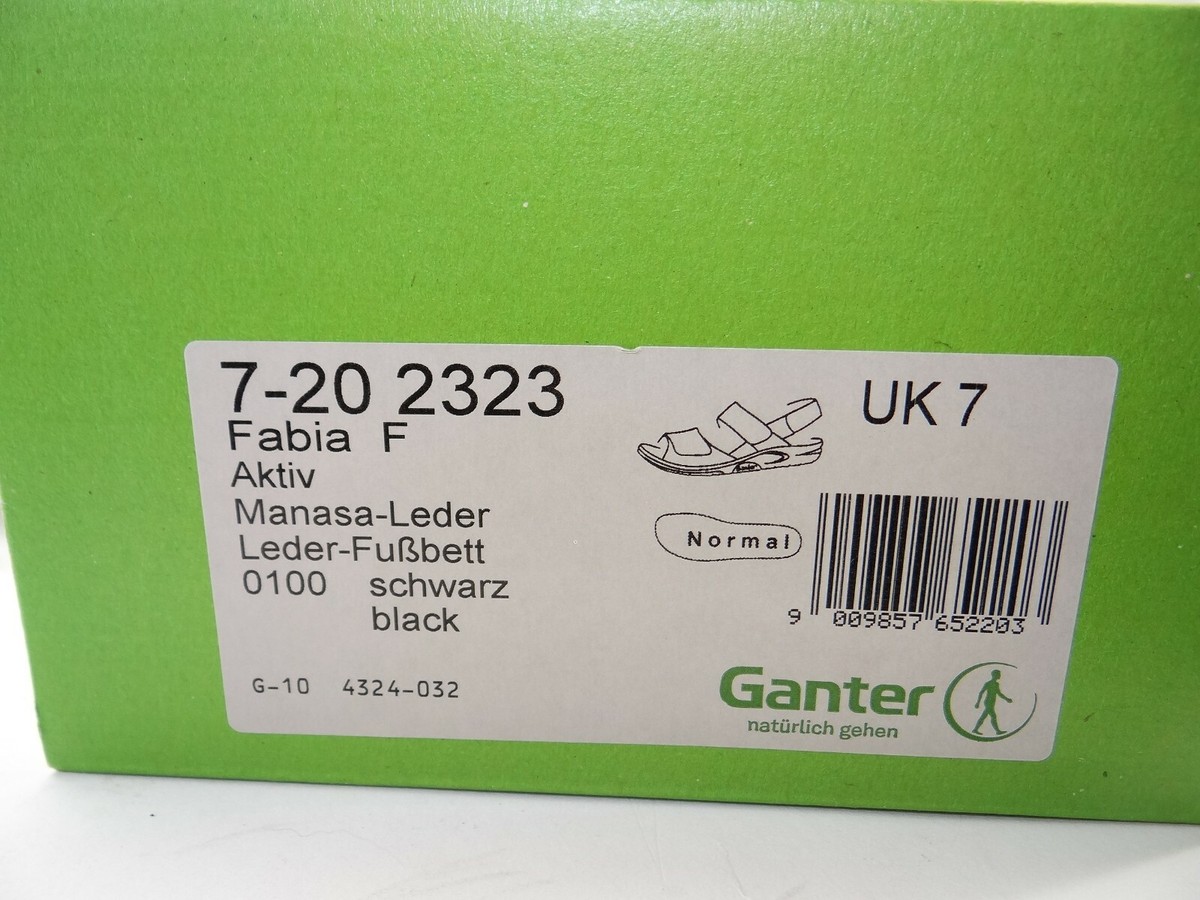 7-20 2323
Fabia F
Aktiv
Manasa-Leder
Leder-Fußbett
0100 schwarz
black
G-10 4324-032
UK 7
Normal
9 009857 652203
Ganter
natürlich gehen